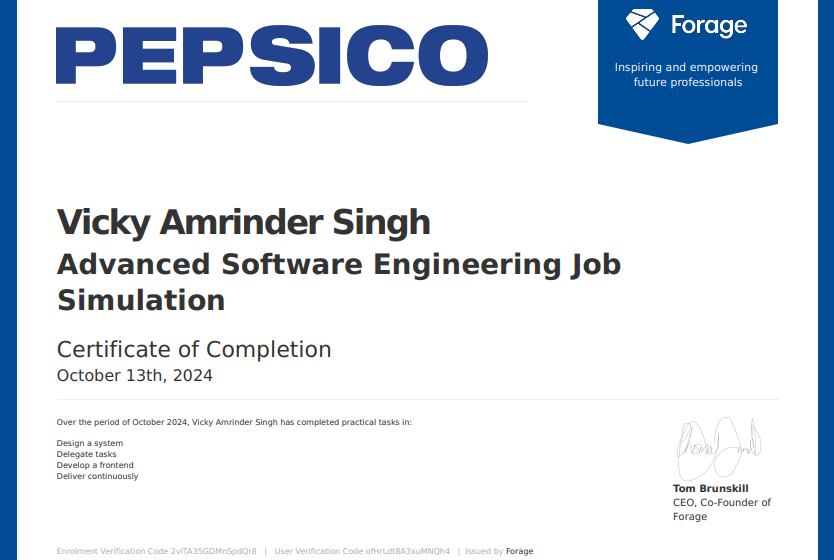 PEPSICO
Forage
Inspiring and empowering
future professionals
Vicky Amrinder Singh
Advanced Software Engineering Job
Simulation
Certificate of Completion
October 13th, 2024
Over the period of October 2024, Vicky Amrinder Singh has completed practical tasks in:
Design a system
Delegate tasks
Develop a frontend
Deliver continuously
Tom Brunskill
CEO, Co-Founder of
Forage
Enrolment Verification Code 2viTA35GDMnSpdQr8 | User Verification Code ofHrLdt8A3xuMNQh4 | Issued by Forage